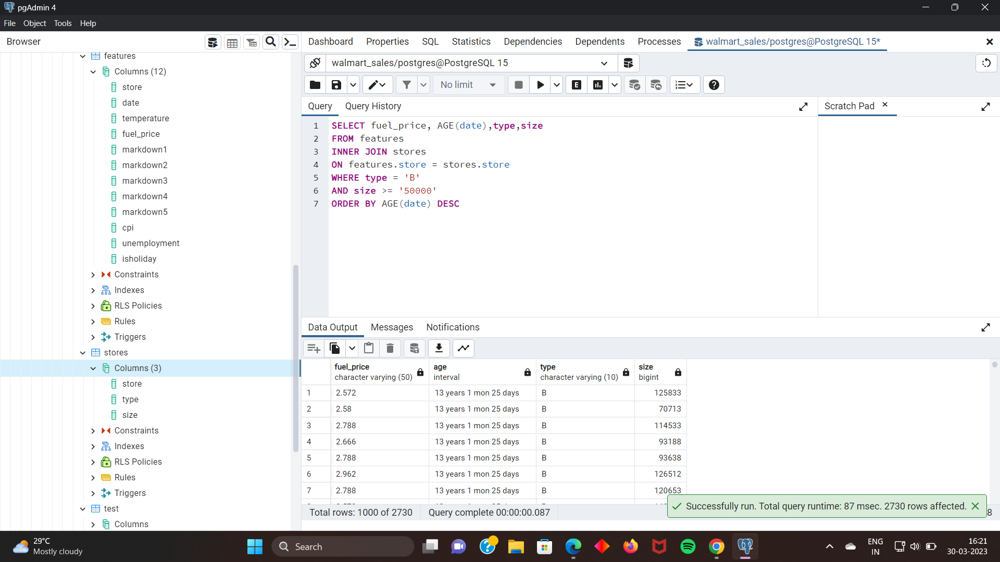 pgAdmin 4
File Object Tools Help
Browser
Dashboard Properties SQL Statistics Dependencies Dependents Processes walmart_sales/postgres@PostgreSQL 15*
features
Columns (12)
store
date
temperature
fuel_price
markdown1
markdown2
markdown3
markdown4
markdown5
cpi
unemployment
isholiday
Constraints
Indexes
RLS Policies
Rules
Triggers
stores
Columns (3)
store
type
size
Constraints
Indexes
RLS Policies
Rules
Triggers
test
Columns
walmart_sales/postgres@PostgreSQL 15
No limit
E
Query Query History
Scratch Pad
1 SELECT fuel_price, AGE(date),type,size
2 FROM features
3 INNER JOIN stores
4 ON features.store = stores.store
5 WHERE type = 'B'
6 AND size >= '50000'
7 ORDER BY AGE(date) DESC
Data Output Messages Notifications
fuel_price age type size
character varying (50) interval character varying (10) bigint
1 2.572 13 years 1 mon 25 days B 125833
2 2.58 13 years 1 mon 25 days B 70713
3 2.788 13 years 1 mon 25 days B 114533
4 2.666 13 years 1 mon 25 days B 93188
5 2.788 13 years 1 mon 25 days B 93638
6 2.962 13 years 1 mon 25 days B 126512
7 2.788 13 years 1 mon 25 days B 120653
Total rows: 1000 of 2730 Query complete 00:00:00.087
Successfully run. Total query runtime: 87 msec. 2730 rows affected.
8
29°C
Mostly cloudy
Search
ENG
IN
16:21
30-03-2023